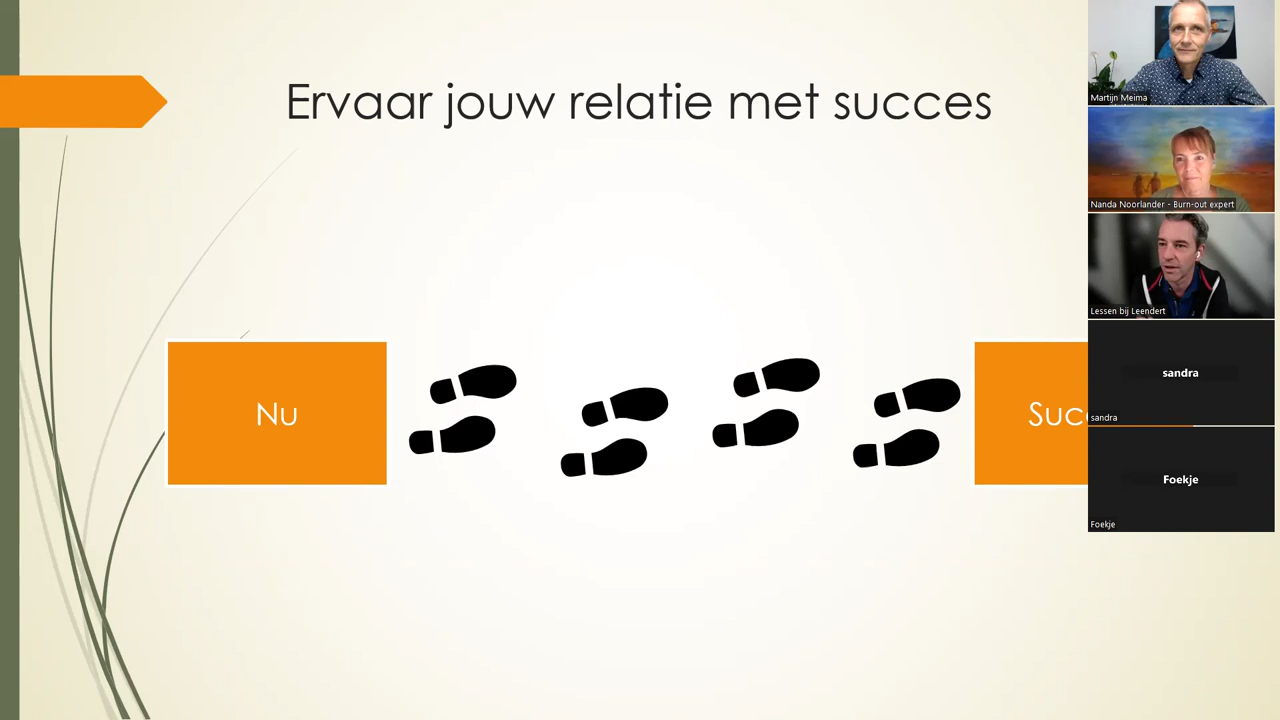 Ervaar jouw relatie met succes
Nu
Martijn Meima
Nanda Noorlander - Burn-out expert
Lessen bij Leendert
sandra
sandra
Foekje
Foekje